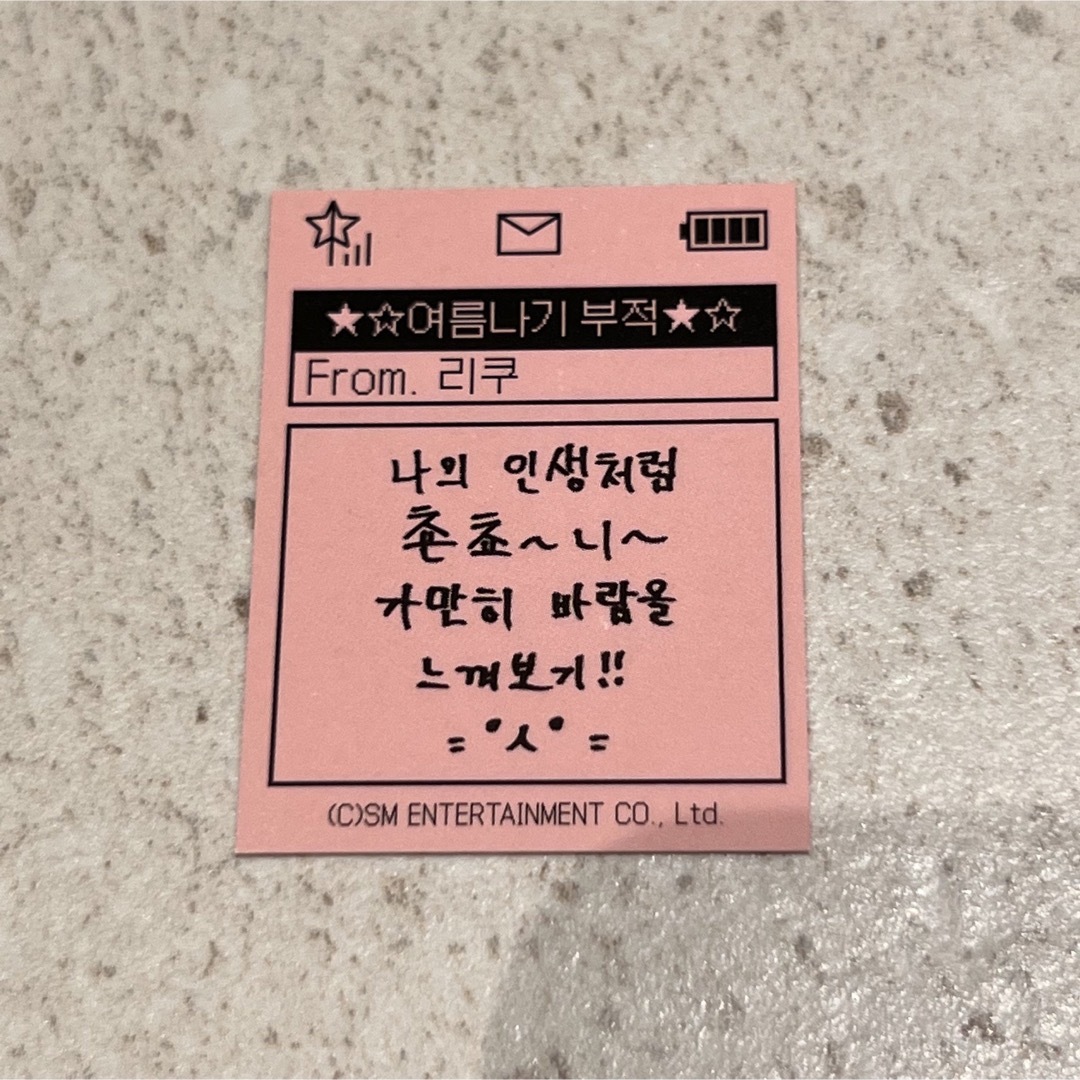 ★☆여름나기 부적★☆
From. 리쿠
나의 인생처럼
촌쵸~니~
가만히 바람을
느껴보기!!
= •ㅅ• =
(C)SM ENTERTAINMENT CO., Ltd.